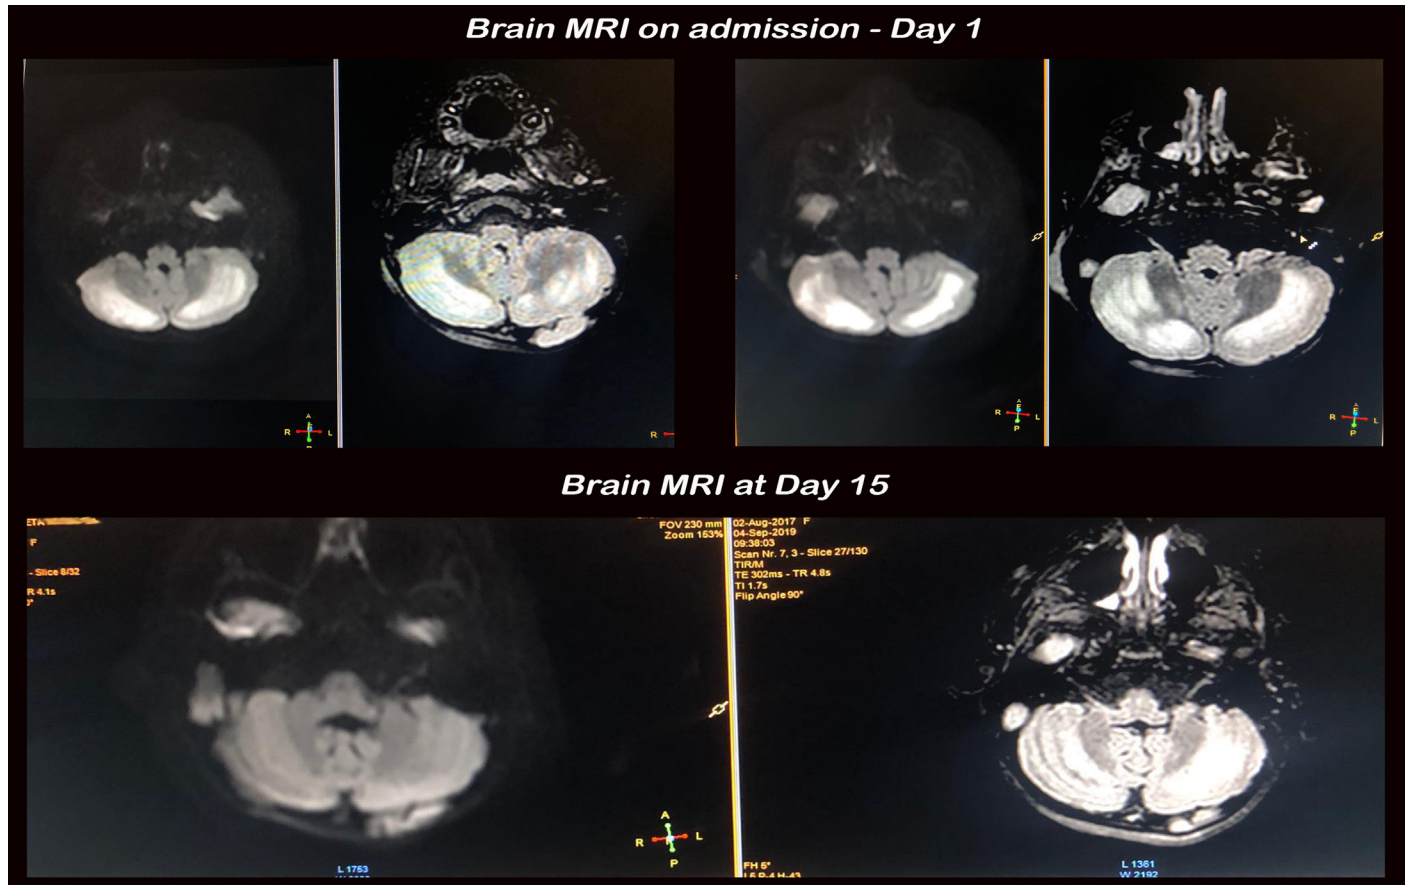 Brain MRI on admission - Day 1
A
R L
R
R L
P
A
R L
P
Brain MRI at Day 15
ETA
F
- Slice 8/32
R 4.1s
FOV 230 mm
Zoom 153%
A
R L
P
L 1753
02-Aug-2017 F
04-Sep-2019
09:38:03
Scan Nr. 7, 3 - Slice 27/130
TIR/M
TE 302ms - TR 4.8s
TI 1.7s
Flip Angle 90°
FH 5°
L 1361
W 2192